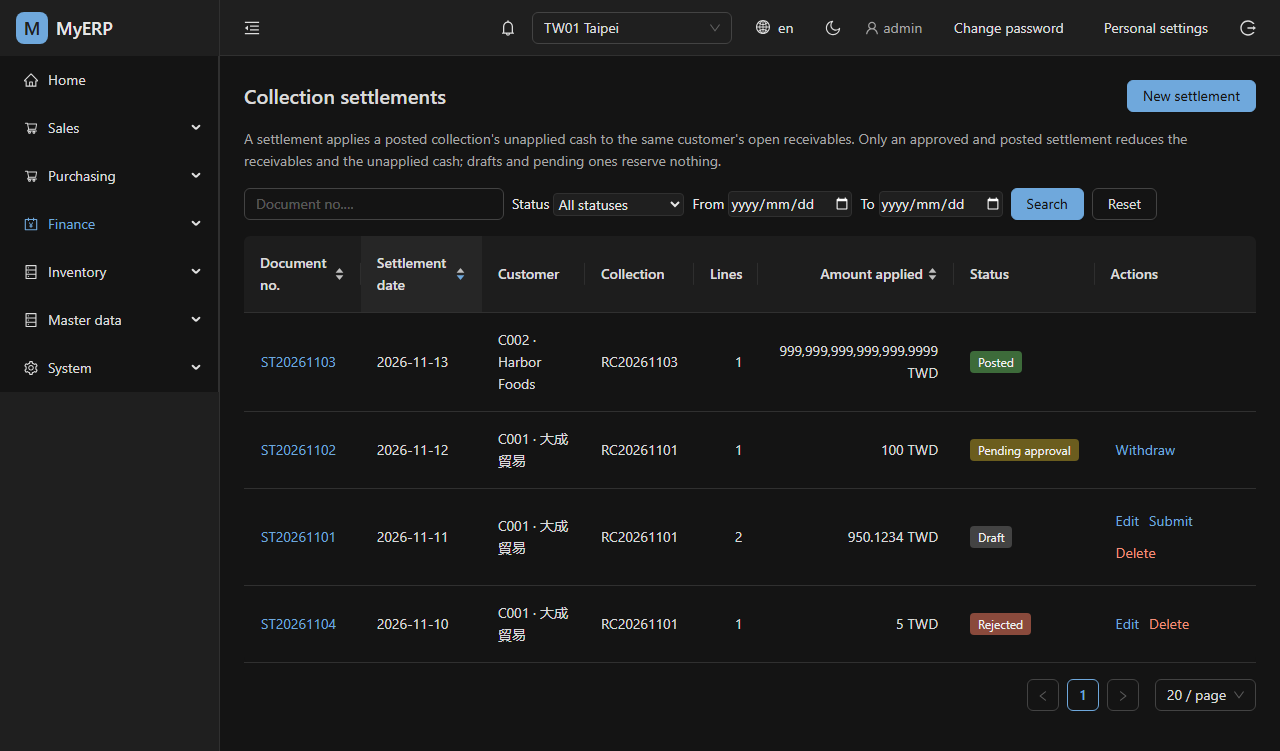 M MyERP
TW01 Taipei
en
admin
Change password
Personal settings
Home
Sales
Purchasing
Finance
Inventory
Master data
System
Collection settlements
New settlement
A settlement applies a posted collection's unapplied cash to the same customer's open receivables. Only an approved and posted settlement reduces the
receivables and the unapplied cash; drafts and pending ones reserve nothing.
Document no....
Status All statuses From yyyy/mm/dd To yyyy/mm/dd Search Reset
Document no. Settlement date Customer Collection Lines Amount applied Status Actions
ST20261103 2026-11-13 C002 · Harbor Foods RC20261103 1 999,999,999,999,999.9999 TWD Posted
ST20261102 2026-11-12 C001 · 大成貿易 RC20261101 1 100 TWD Pending approval Withdraw
ST20261101 2026-11-11 C001 · 大成貿易 RC20261101 2 950.1234 TWD Draft Edit Submit Delete
ST20261104 2026-11-10 C001 · 大成貿易 RC20261101 1 5 TWD Rejected Edit Delete
< 1 > 20 / page